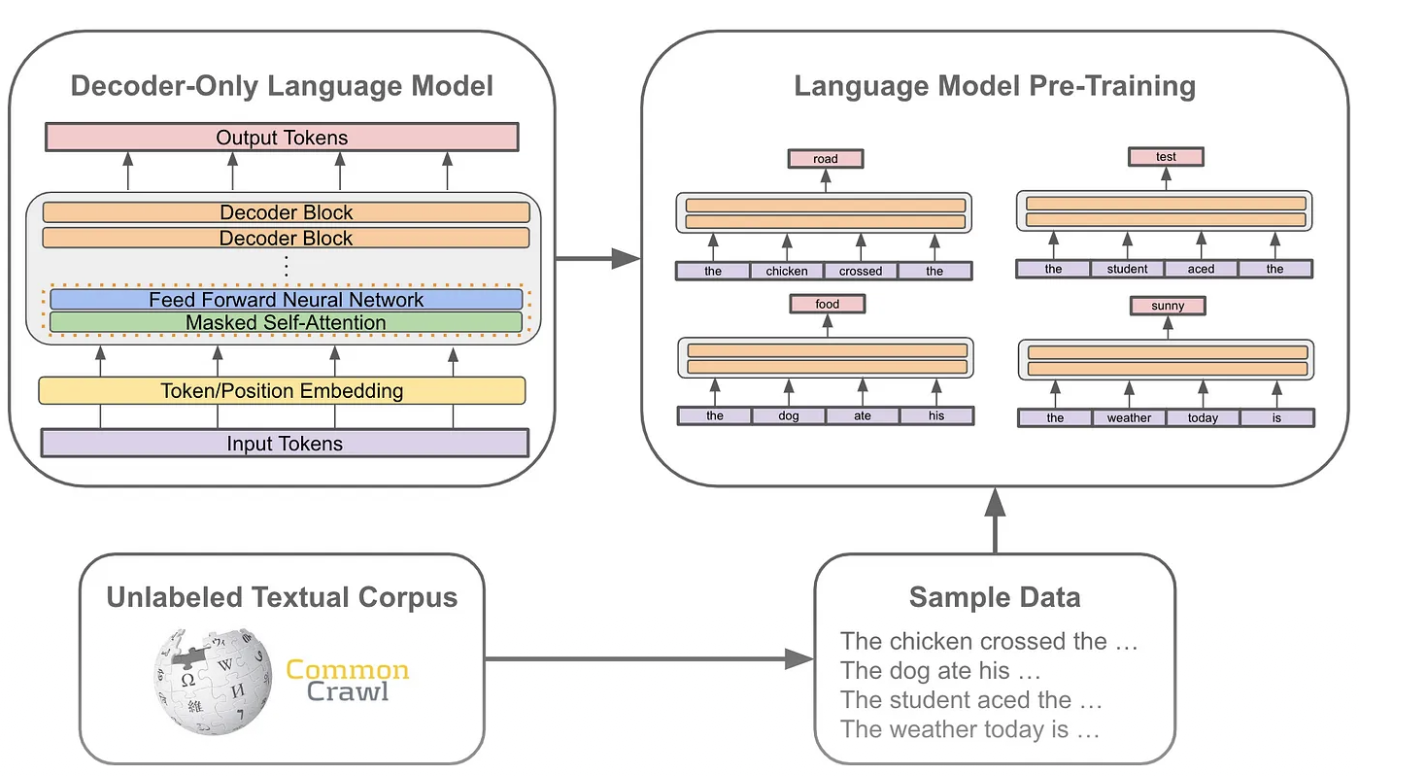 Decoder-Only Language Model
Output Tokens
Decoder Block
Decoder Block
Feed Forward Neural Network
Masked Self-Attention
Token/Position Embedding
Input Tokens
Language Model Pre-Training
road
the chicken crossed the
test
the student aced the
food
the dog ate his
sunny
the weather today is
Unlabeled Textual Corpus
Ω W И 維
Common
Crawl
Sample Data
The chicken crossed the …
The dog ate his …
The student aced the …
The weather today is …